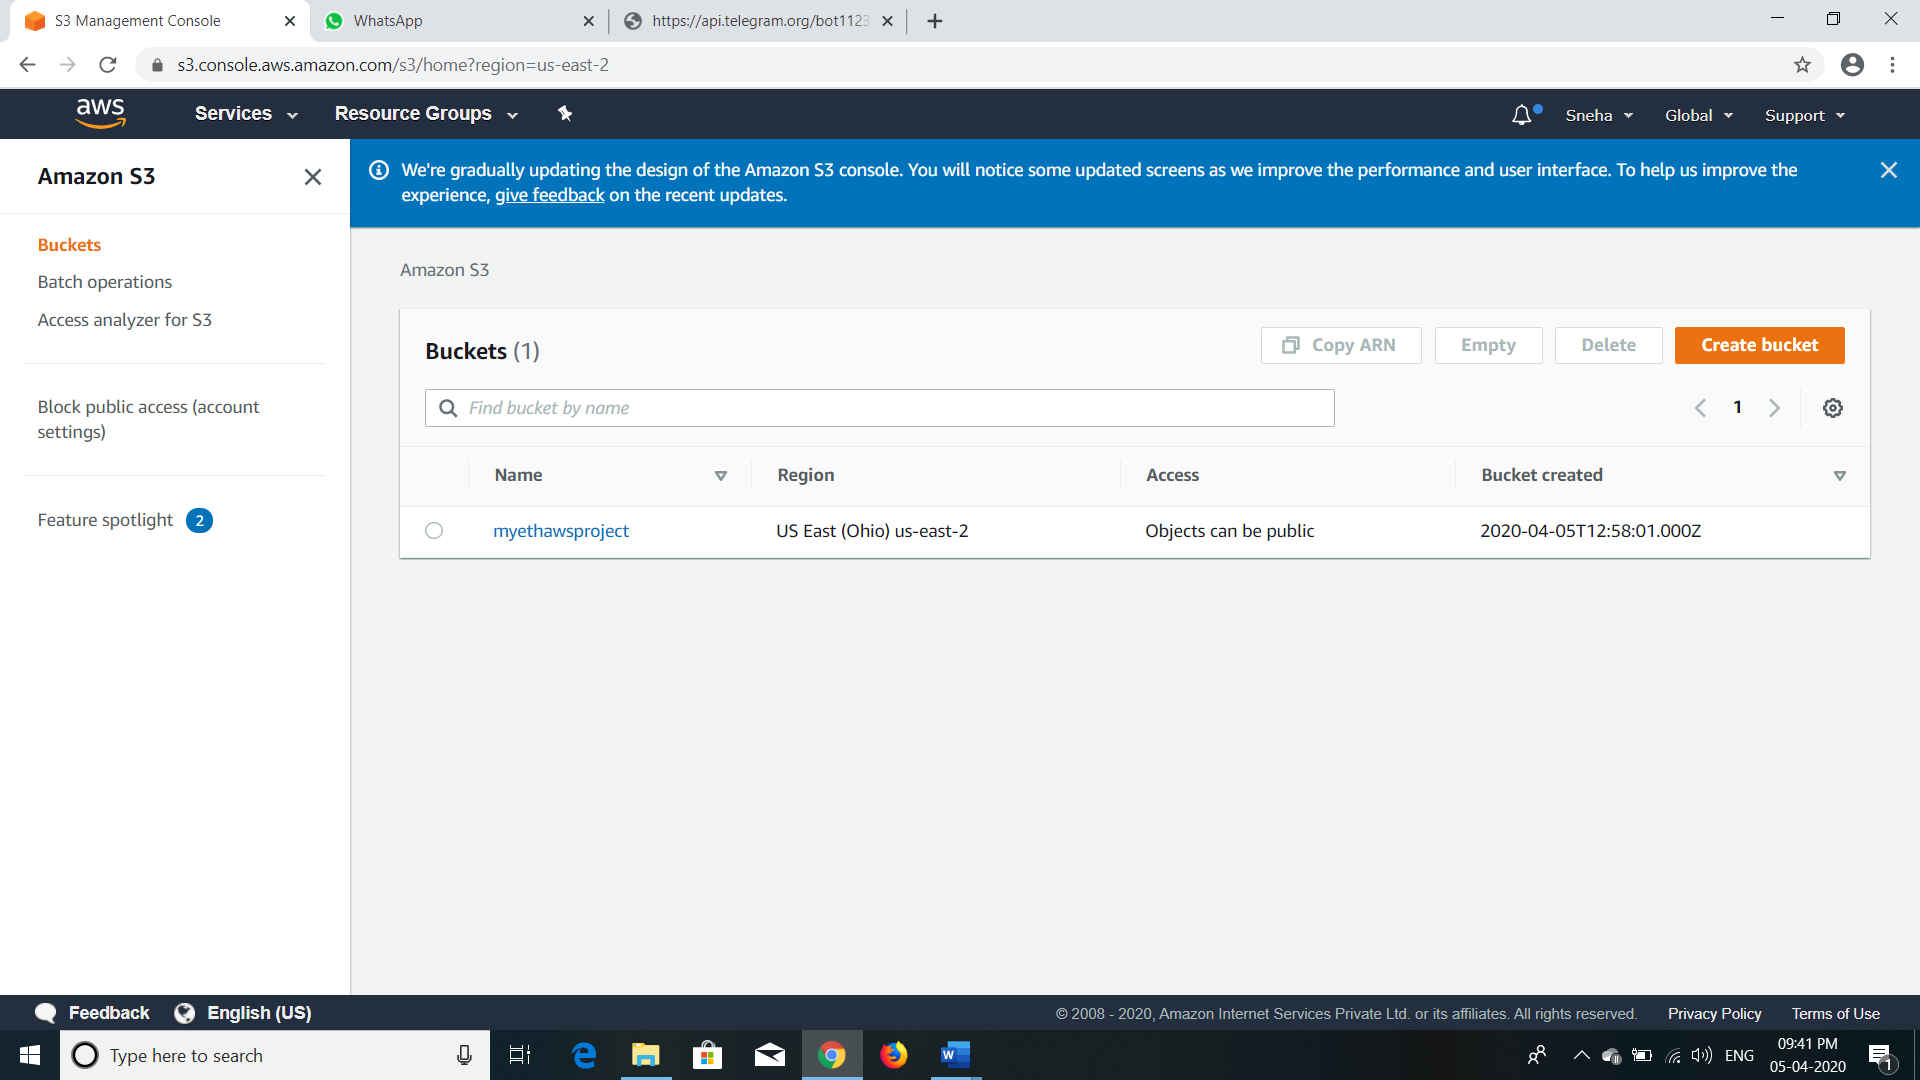 S3 Management Console
WhatsApp
https://api.telegram.org/bot1123
s3.console.aws.amazon.com/s3/home?region=us-east-2
aws
Services
Resource Groups
Sneha
Global
Support
Amazon S3
Buckets
Batch operations
Access analyzer for S3
Block public access (account
settings)
Feature spotlight 2
We're gradually updating the design of the Amazon S3 console. You will notice some updated screens as we improve the performance and user interface. To help us improve the
experience, give feedback on the recent updates.
Amazon S3
Buckets (1)
Copy ARN
Empty
Delete
Create bucket
Find bucket by name
1
Name
Region
Access
Bucket created
myethawsproject
US East (Ohio) us-east-2
Objects can be public
2020-04-05T12:58:01.000Z
Feedback
English (US)
© 2008 - 2020, Amazon Internet Services Private Ltd. or its affiliates. All rights reserved.
Privacy Policy
Terms of Use
Type here to search
ENG
09:41 PM
05-04-2020
1